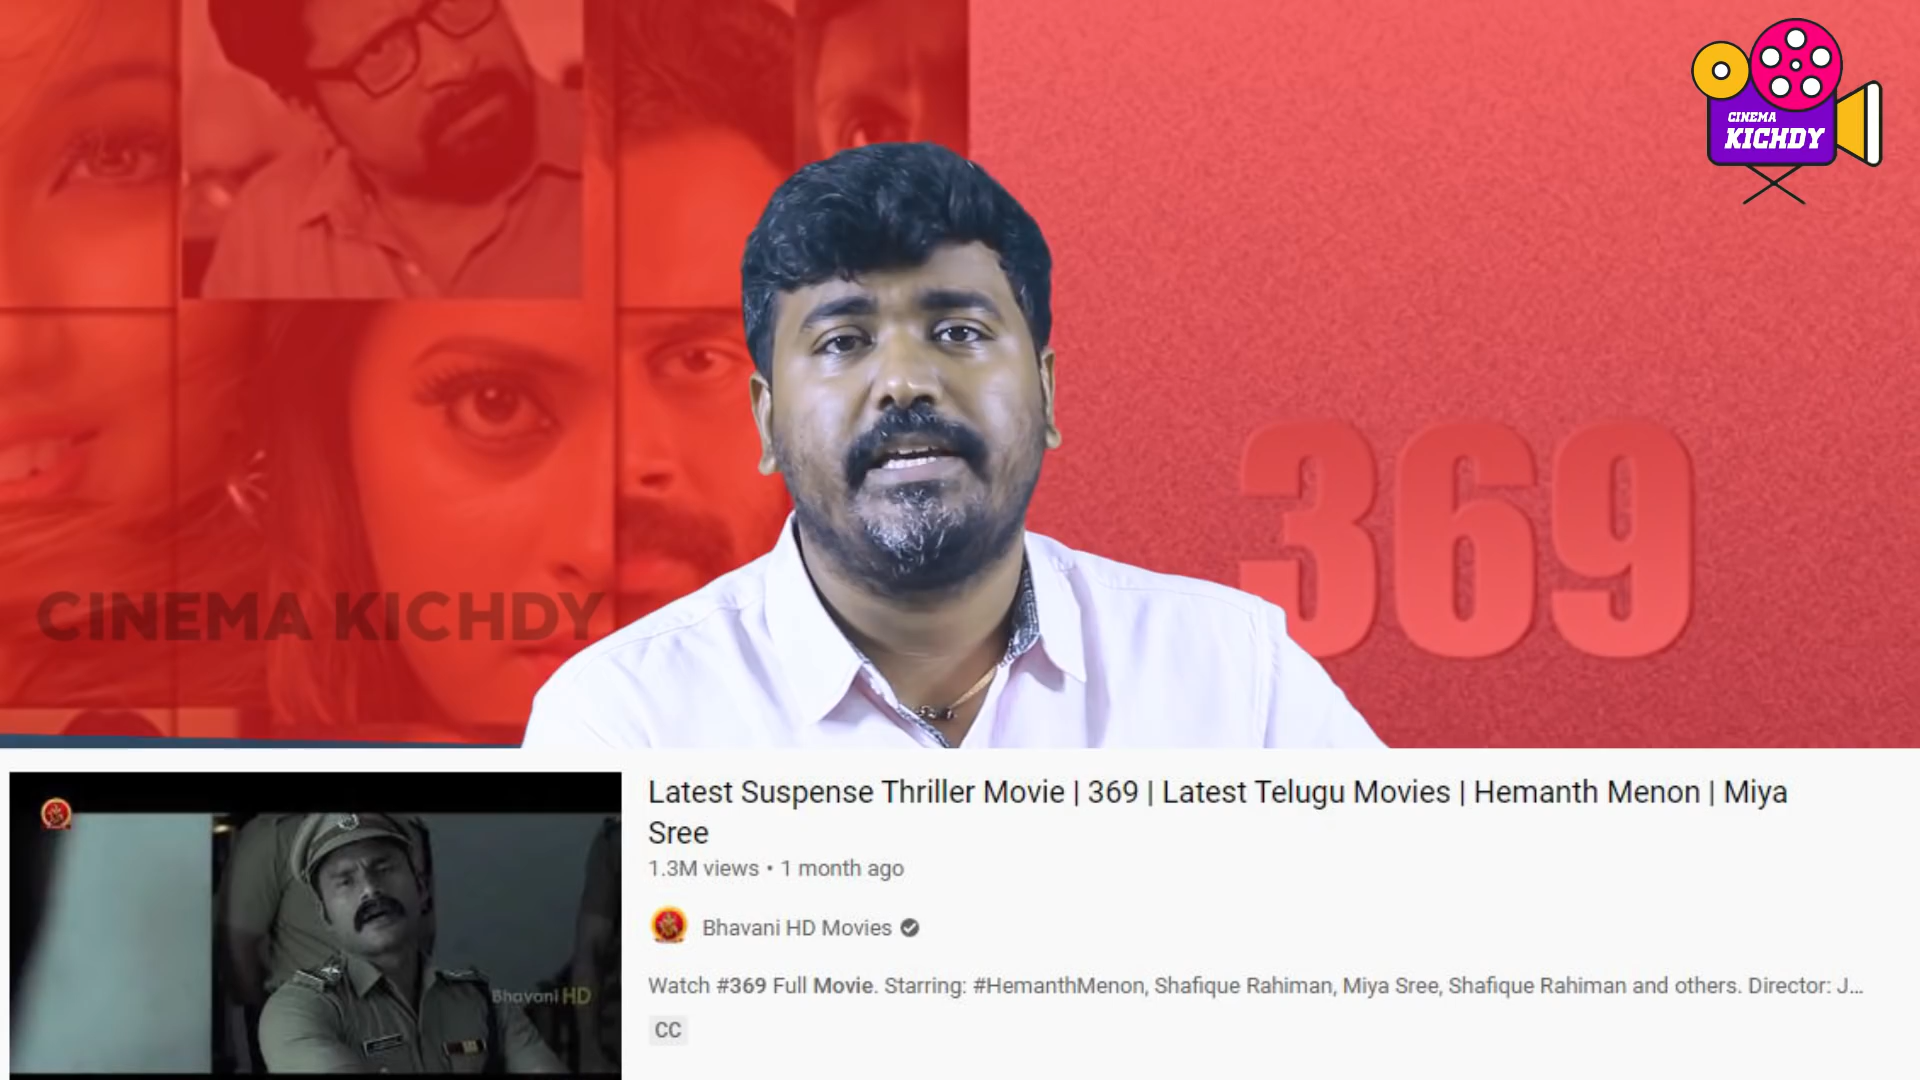 CINEMA
KICHDY
369
CINEMA KICHDY
Latest Suspense Thriller Movie | 369 | Latest Telugu Movies | Hemanth Menon | Miya
Sree
1.3M views • 1 month ago
Bhavani HD Movies
Bhavani HD
Watch #369 Full Movie. Starring: #HemanthMenon, Shafique Rahiman, Miya Sree, Shafique Rahiman and others. Director: J...
CC